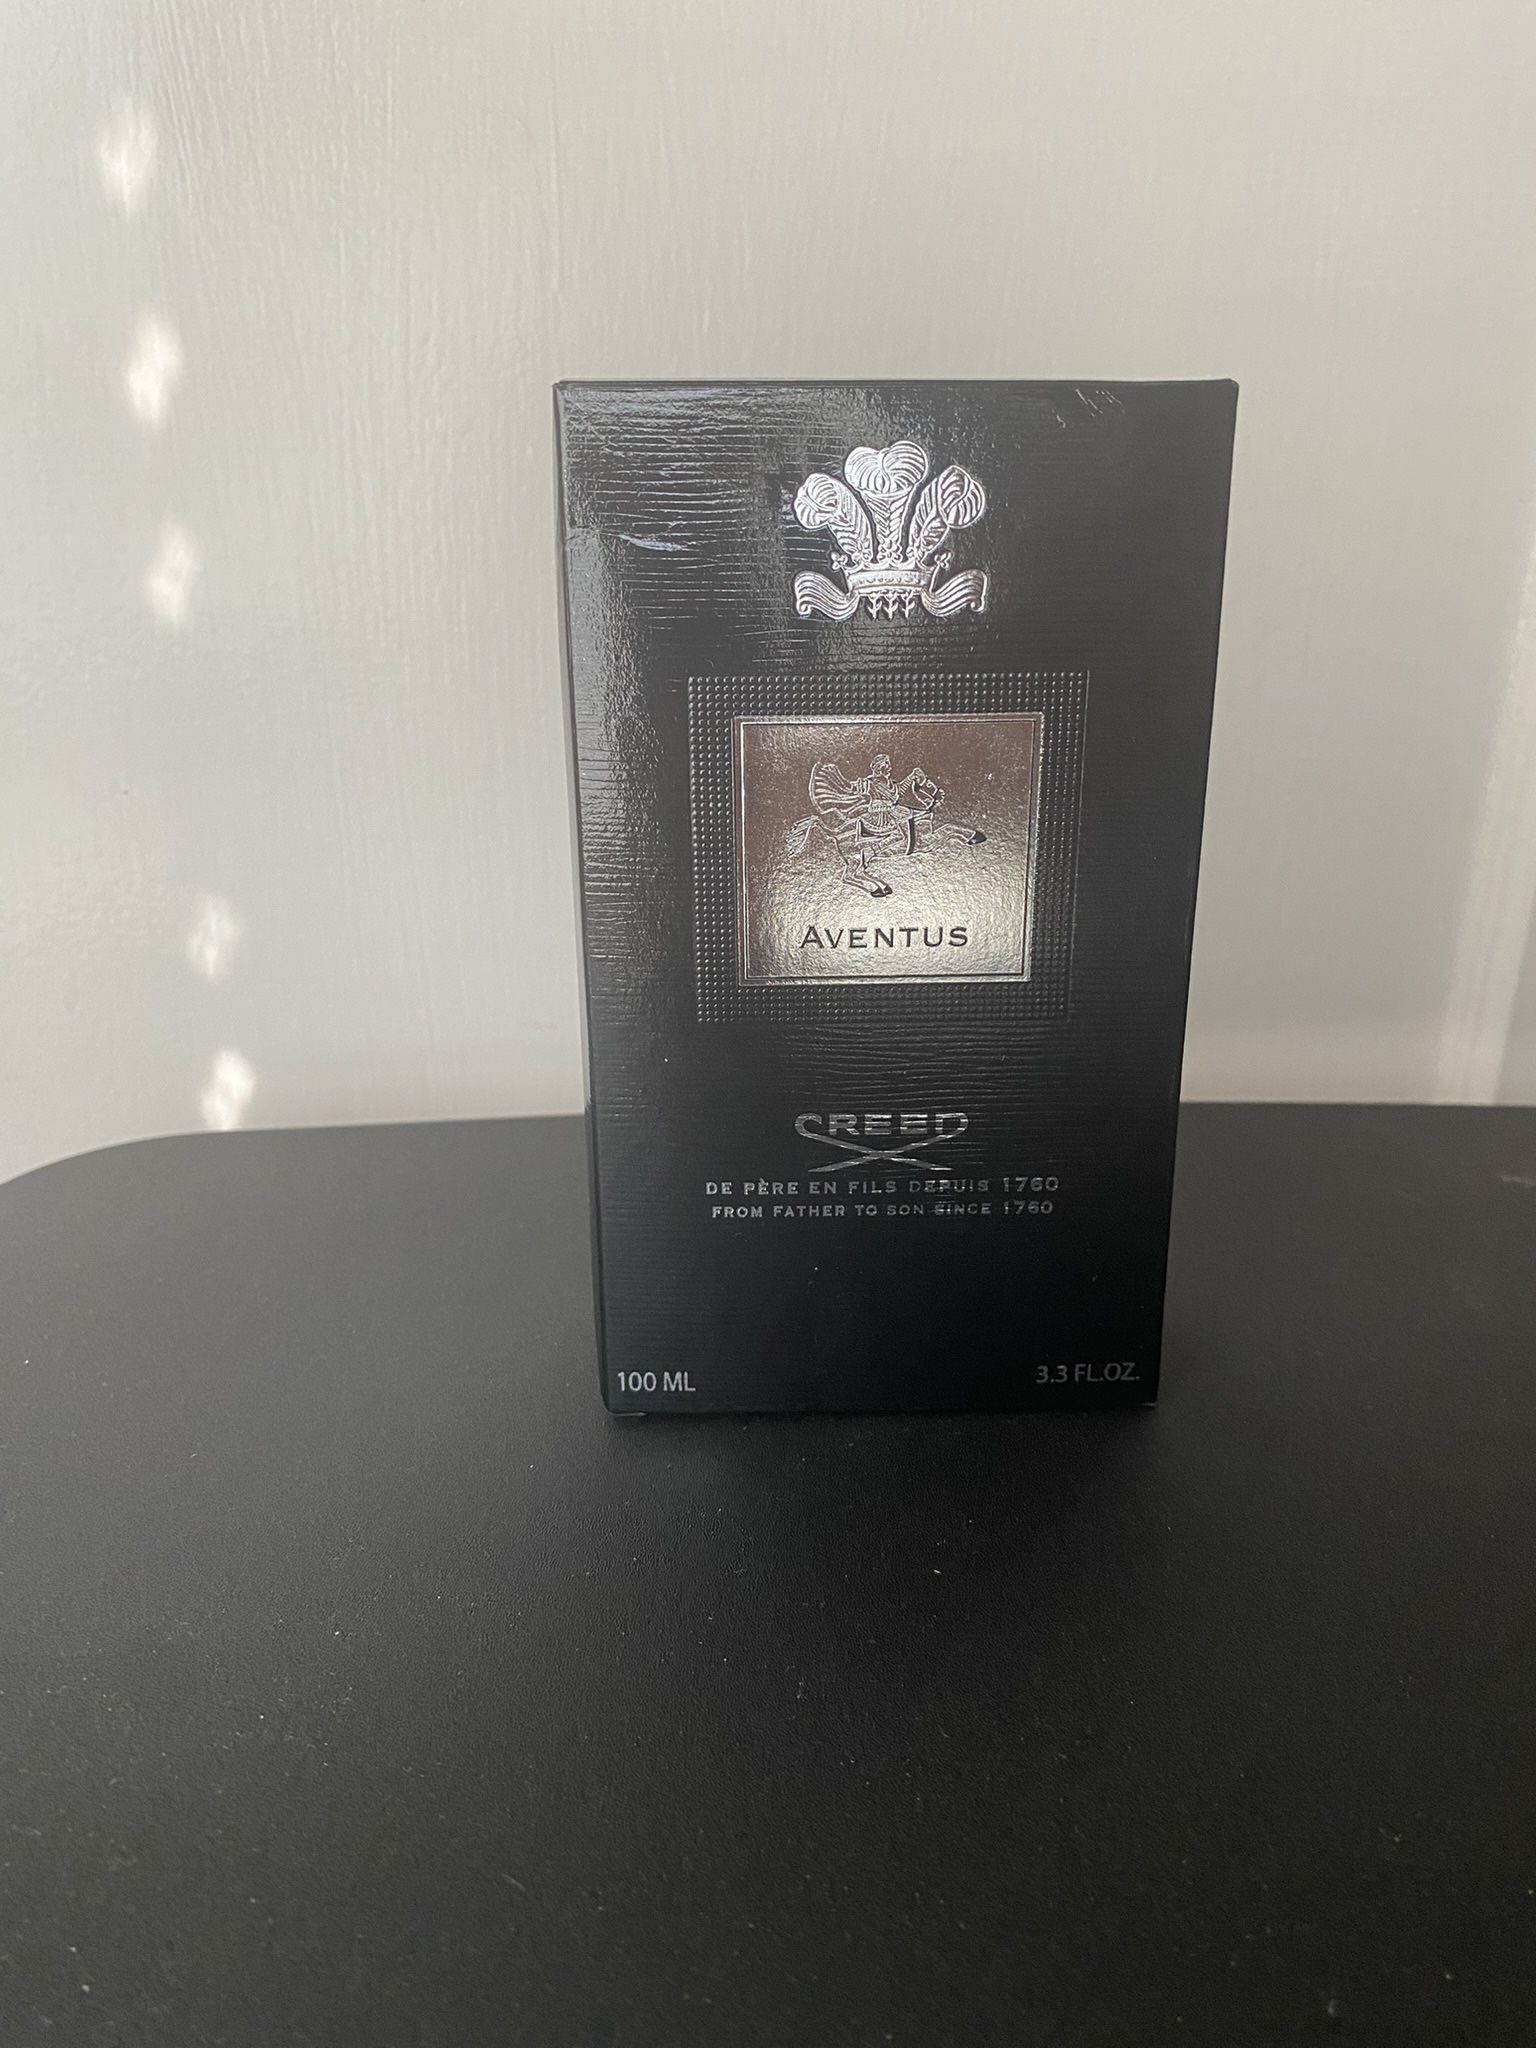 AVENTUS
CREED
DE PÈRE EN FILS DEPUIS 1760
FROM FATHER TO SON SINCE 1760
100 ML
3.3 FL.OZ.